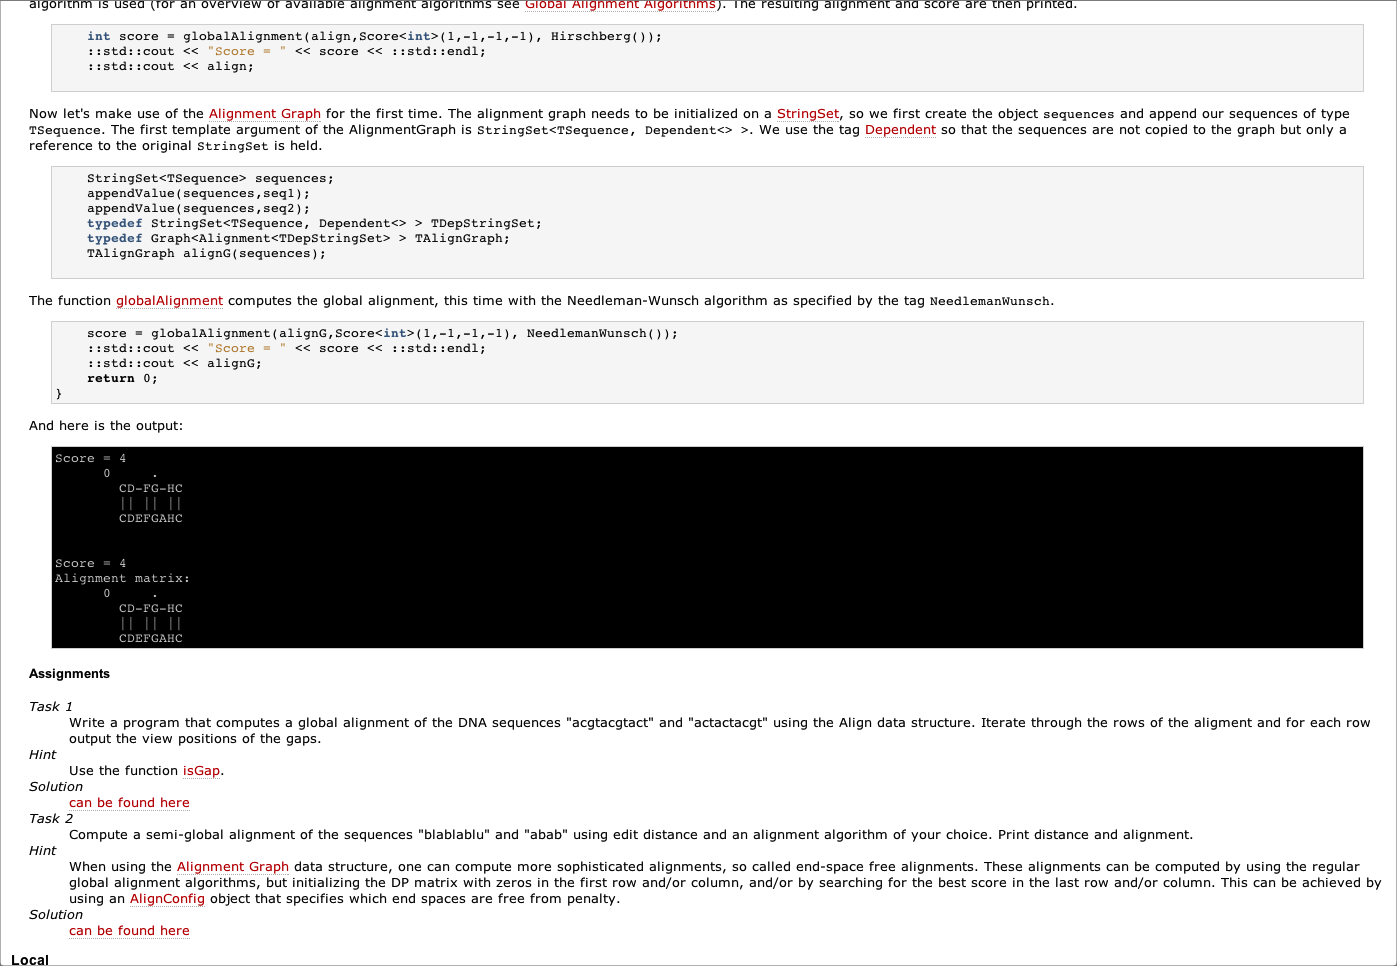 algorithm is used (for an overview of available alignment algorithms see Global Alignment Algorithms). The resulting alignment and score are then printed.
int score = globalAlignment(align,Score<int>(1,-1,-1,-1), Hirschberg());
::std::cout << "Score = " << score << ::std::endl;
::std::cout << align;
Now let's make use of the Alignment Graph for the first time. The alignment graph needs to be initialized on a StringSet, so we first create the object sequences and append our sequences of type
TSequence. The first template argument of the AlignmentGraph is StringSet<TSequence, Dependent<> >. We use the tag Dependent so that the sequences are not copied to the graph but only a
reference to the original StringSet is held.
StringSet<TSequence> sequences;
appendValue(sequences,seq1);
appendValue(sequences,seq2);
typedef StringSet<TSequence, Dependent<> > TDepStringSet;
typedef Graph<Alignment<TDepStringSet> > TAlignGraph;
TAlignGraph alignG(sequences);
The function globalAlignment computes the global alignment, this time with the Needleman-Wunsch algorithm as specified by the tag NeedlemanWunsch.
score = globalAlignment(alignG,Score<int>(1,-1,-1,-1), NeedlemanWunsch());
::std::cout << "Score = " << score << ::std::endl;
::std::cout << alignG;
return 0;
}
And here is the output:
Score = 4
0     .
CD-FG-HC
|| || ||
CDEFGAHC
Score = 4
Alignment matrix:
0     .
CD-FG-HC
|| || ||
CDEFGAHC
Assignments
Task 1
Write a program that computes a global alignment of the DNA sequences "acgtacgtact" and "actactacgt" using the Align data structure. Iterate through the rows of the aligment and for each row
output the view positions of the gaps.
Hint
Use the function isGap.
Solution
can be found here
Task 2
Compute a semi-global alignment of the sequences "blablablu" and "abab" using edit distance and an alignment algorithm of your choice. Print distance and alignment.
Hint
When using the Alignment Graph data structure, one can compute more sophisticated alignments, so called end-space free alignments. These alignments can be computed by using the regular
global alignment algorithms, but initializing the DP matrix with zeros in the first row and/or column, and/or by searching for the best score in the last row and/or column. This can be achieved by
using an AlignConfig object that specifies which end spaces are free from penalty.
Solution
can be found here
Local